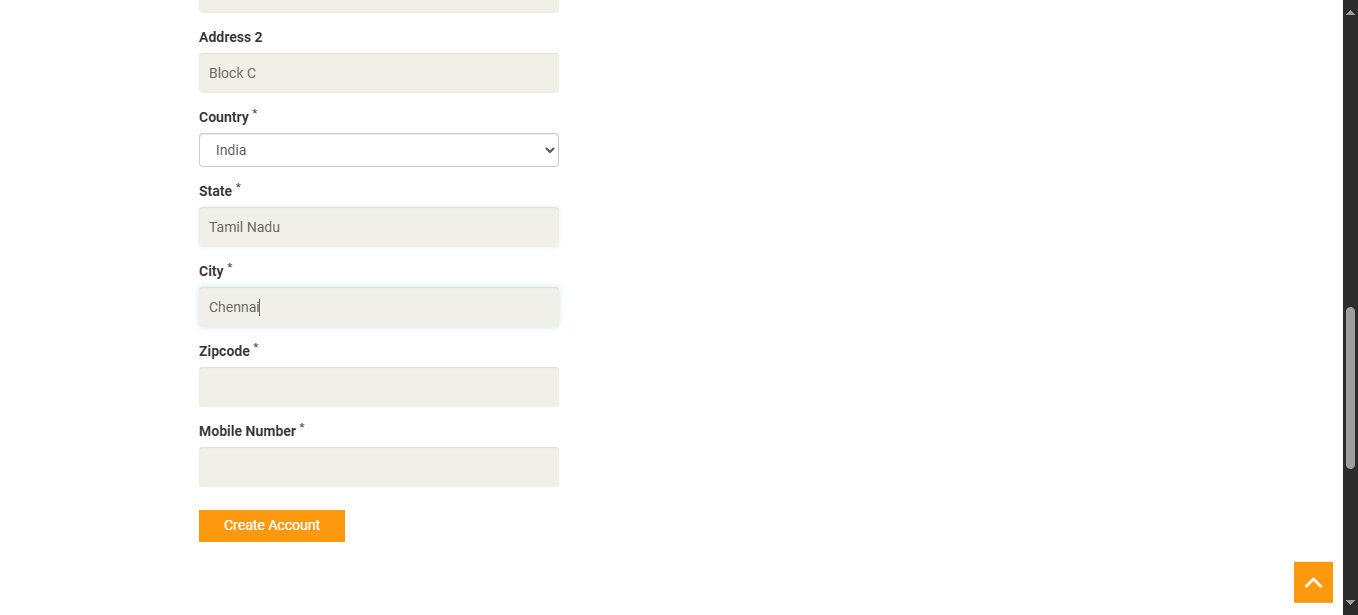 Address 2
Block C
Country *
India
State *
Tamil Nadu
City *
Chennai
Zipcode *
Mobile Number *
Create Account